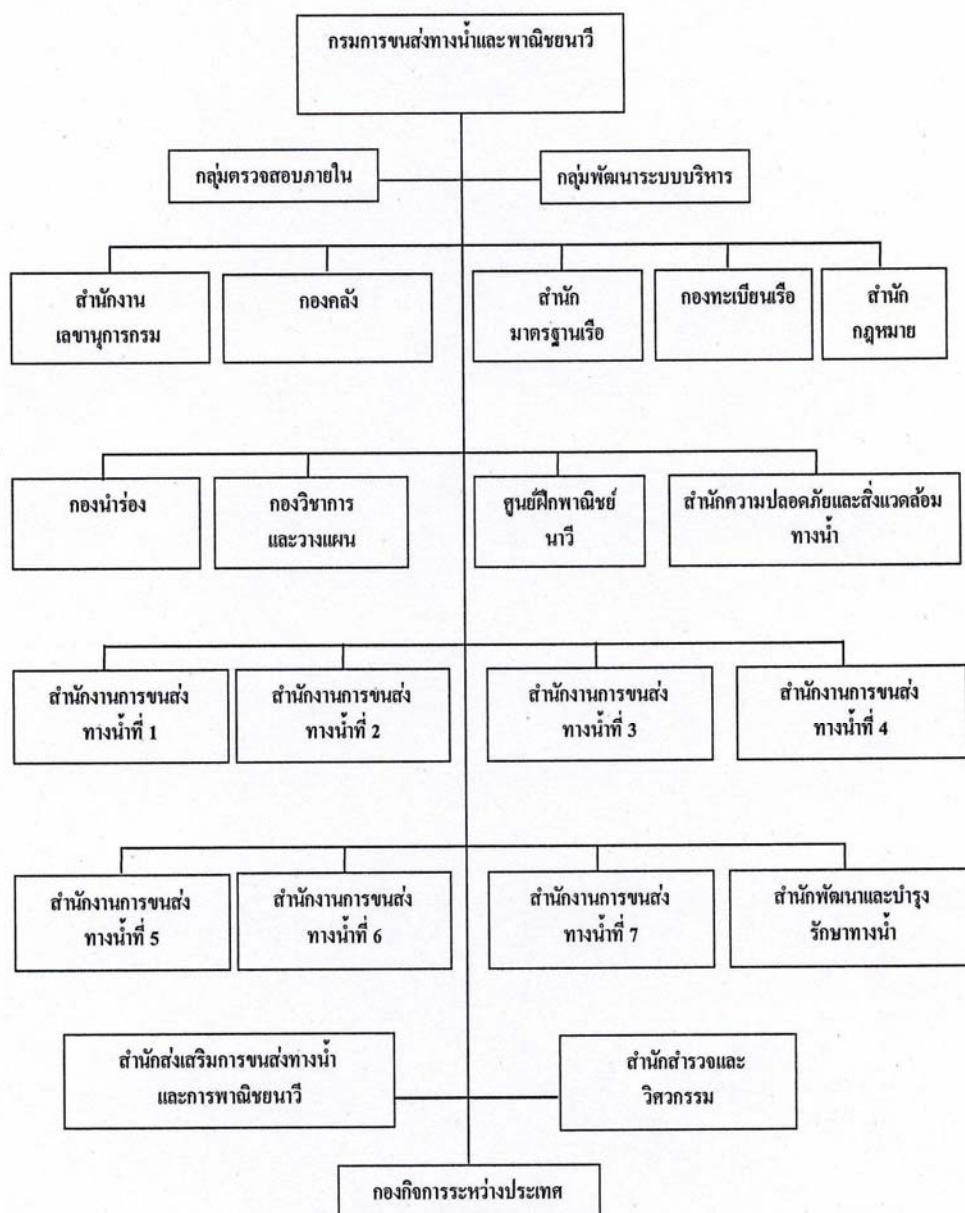 กรมการขนส่งทางน้ำและพาณิชยนาวี
กลุ่มตรวจสอบภายใน
กลุ่มพัฒนาระบบบริหาร
สำนักงาน
เลขานุการกรม
กองคลัง
สำนัก
มาตรฐานเรือ
กองทะเบียนเรือ
สำนัก
กฎหมาย
กองนำร่อง
กองวิชาการ
และวางแผน
ศูนย์ฝึกพาณิชย์
นาวี
สำนักความปลอดภัยและสิ่งแวดล้อม
ทางน้ำ
สำนักงานการขนส่ง
ทางน้ำที่ 1
สำนักงานการขนส่ง
ทางน้ำที่ 2
สำนักงานการขนส่ง
ทางน้ำที่ 3
สำนักงานการขนส่ง
ทางน้ำที่ 4
สำนักงานการขนส่ง
ทางน้ำที่ 5
สำนักงานการขนส่ง
ทางน้ำที่ 6
สำนักงานการขนส่ง
ทางน้ำที่ 7
สำนักพัฒนาและบำรุง
รักษาทางน้ำ
สำนักส่งเสริมการขนส่งทางน้ำ
และการพาณิชยนาวี
สำนักสำรวจและ
วิศวกรรม
กองกิจการระหว่างประเทศ